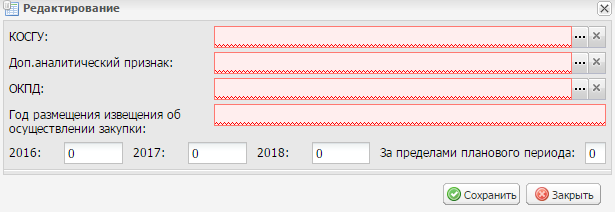 Редактирование
КОСГУ:
Доп.аналитический признак:
ОКПД:
Год размещения извещения об
осуществлении закупки:
2016: 0 2017: 0 2018: 0 За пределами планового периода: 0
Сохранить Закрыть